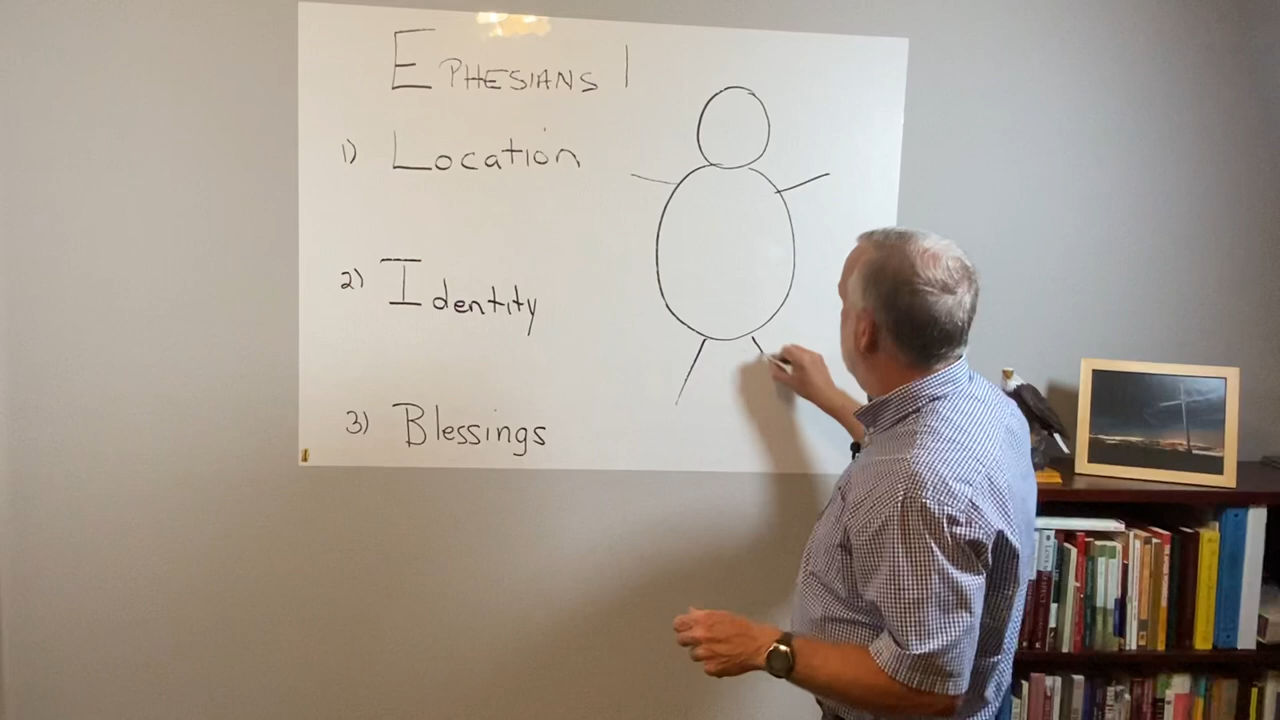 EPHESIANS 1
1) Location
2) Identity
3) Blessings